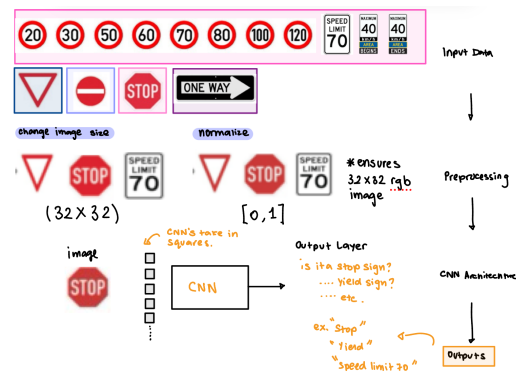 20 30 50 60 70 80 100 120
SPEED
LIMIT
70
MAXIMUM
40
AREA
BEGINS
MAXIMUM
40
AREA
ENDS
Input Data
STOP
ONE WAY
change image size
normalize
STOP
SPEED
LIMIT
70
STOP
SPEED
LIMIT
70
*ensures
32x32 rgb
image
Preprocessing
(32x32)
[0,1]
CNN's take in
squares.
image
STOP
CNN
Output Layer
is it a stop sign?
.... yield sign?
.... etc.
CNN Architecture
ex. "Stop"
"Yield"
"Speed limit 70"
Outputs